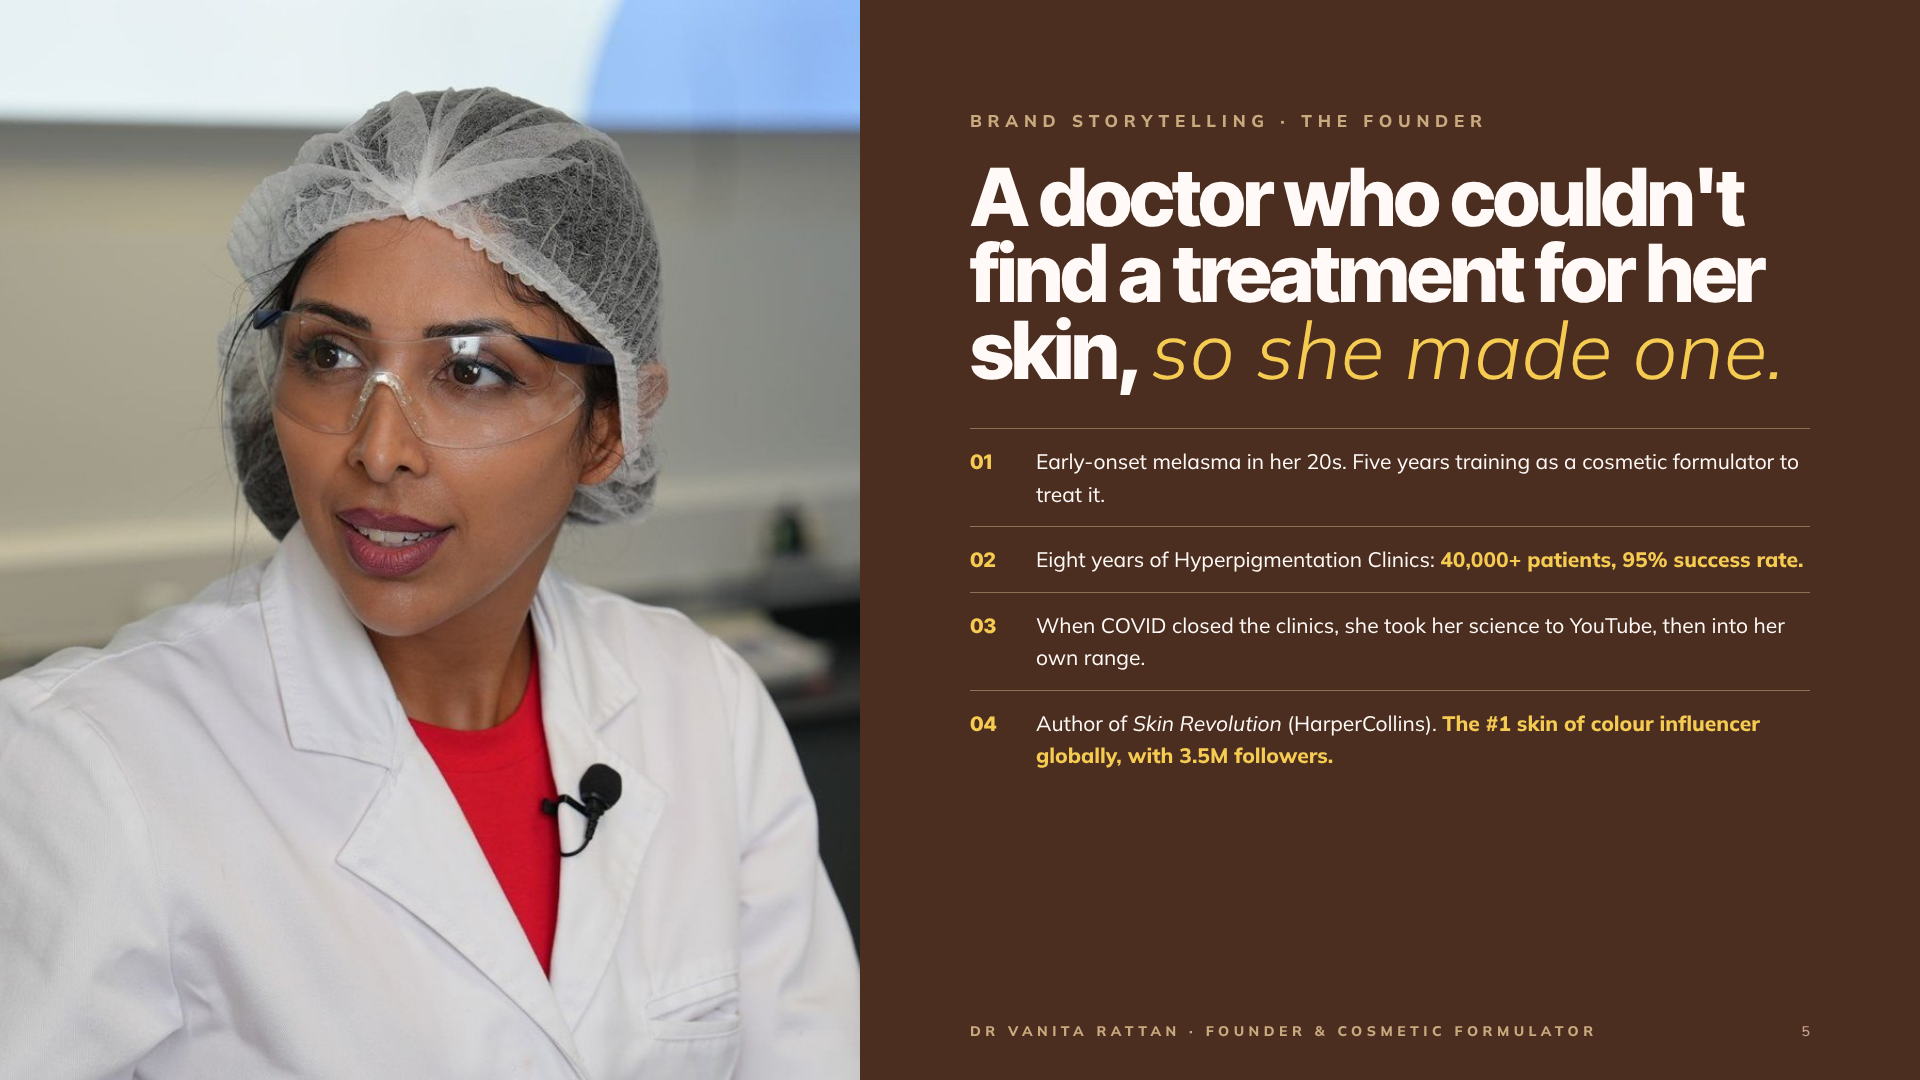 BRAND STORYTELLING · THE FOUNDER
A doctor who couldn't
find a treatment for her
skin, so she made one.
01 Early-onset melasma in her 20s. Five years training as a cosmetic formulator to
treat it.
02 Eight years of Hyperpigmentation Clinics: 40,000+ patients, 95% success rate.
03 When COVID closed the clinics, she took her science to YouTube, then into her
own range.
04 Author of Skin Revolution (HarperCollins). The #1 skin of colour influencer
globally, with 3.5M followers.
DR VANITA RATTAN · FOUNDER & COSMETIC FORMULATOR 5